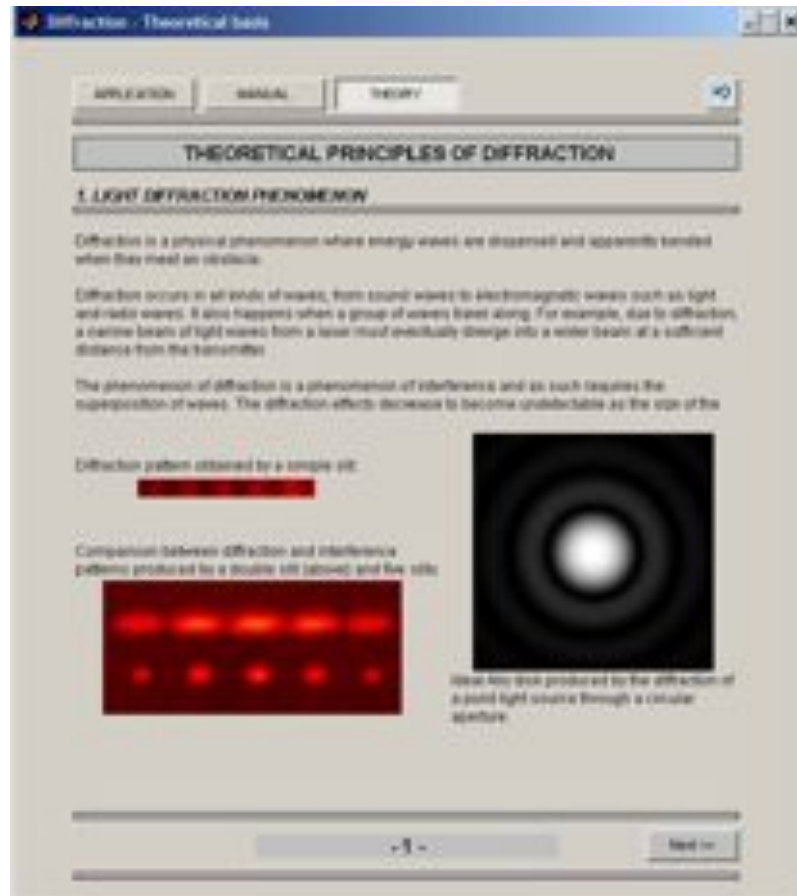 Diffraction - Theoretical basis
APPLICATION MANUAL THEORY
THEORETICAL PRINCIPLES OF DIFFRACTION
1. LIGHT DIFFRACTION PHENOMENON
Diffraction is a physical phenomenon where energy waves are dispersed and apparently bended
when they meet an obstacle.
Diffraction occurs in all kinds of waves, from sound waves to electromagnetic waves such as light
and radio waves. It also happens when a group of waves travel along. For example, due to diffraction,
a narrow beam of light waves from a laser must eventually diverge into a wider beam at a sufficient
distance from the transmitter.
The phenomenon of diffraction is a phenomenon of interference and as such requires the
superposition of waves. The diffraction effects decrease to become undetectable as the size of the
Diffraction pattern obtained by a simple slit:
Comparison between diffraction and interference
patterns produced by a double slit (above) and five slits
Ideal Airy disk produced by the diffraction of
a point light source through a circular
aperture.
- 1 -
Next >>